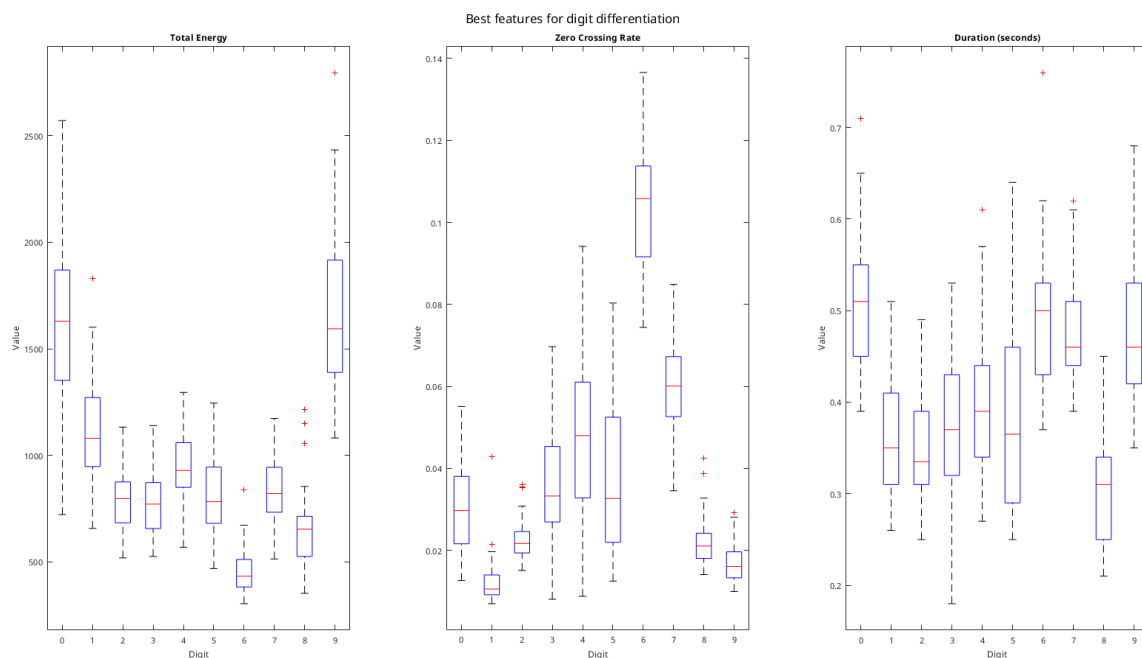 Best features for digit differentiation
Total Energy
Value
2500
2000
1500
1000
500
0 1 2 3 4 5 6 7 8 9
Digit
Zero Crossing Rate
Value
0.14
0.12
0.1
0.08
0.06
0.04
0.02
0 1 2 3 4 5 6 7 8 9
Digit
Duration (seconds)
Value
0.7
0.6
0.5
0.4
0.3
0.2
0 1 2 3 4 5 6 7 8 9
Digit